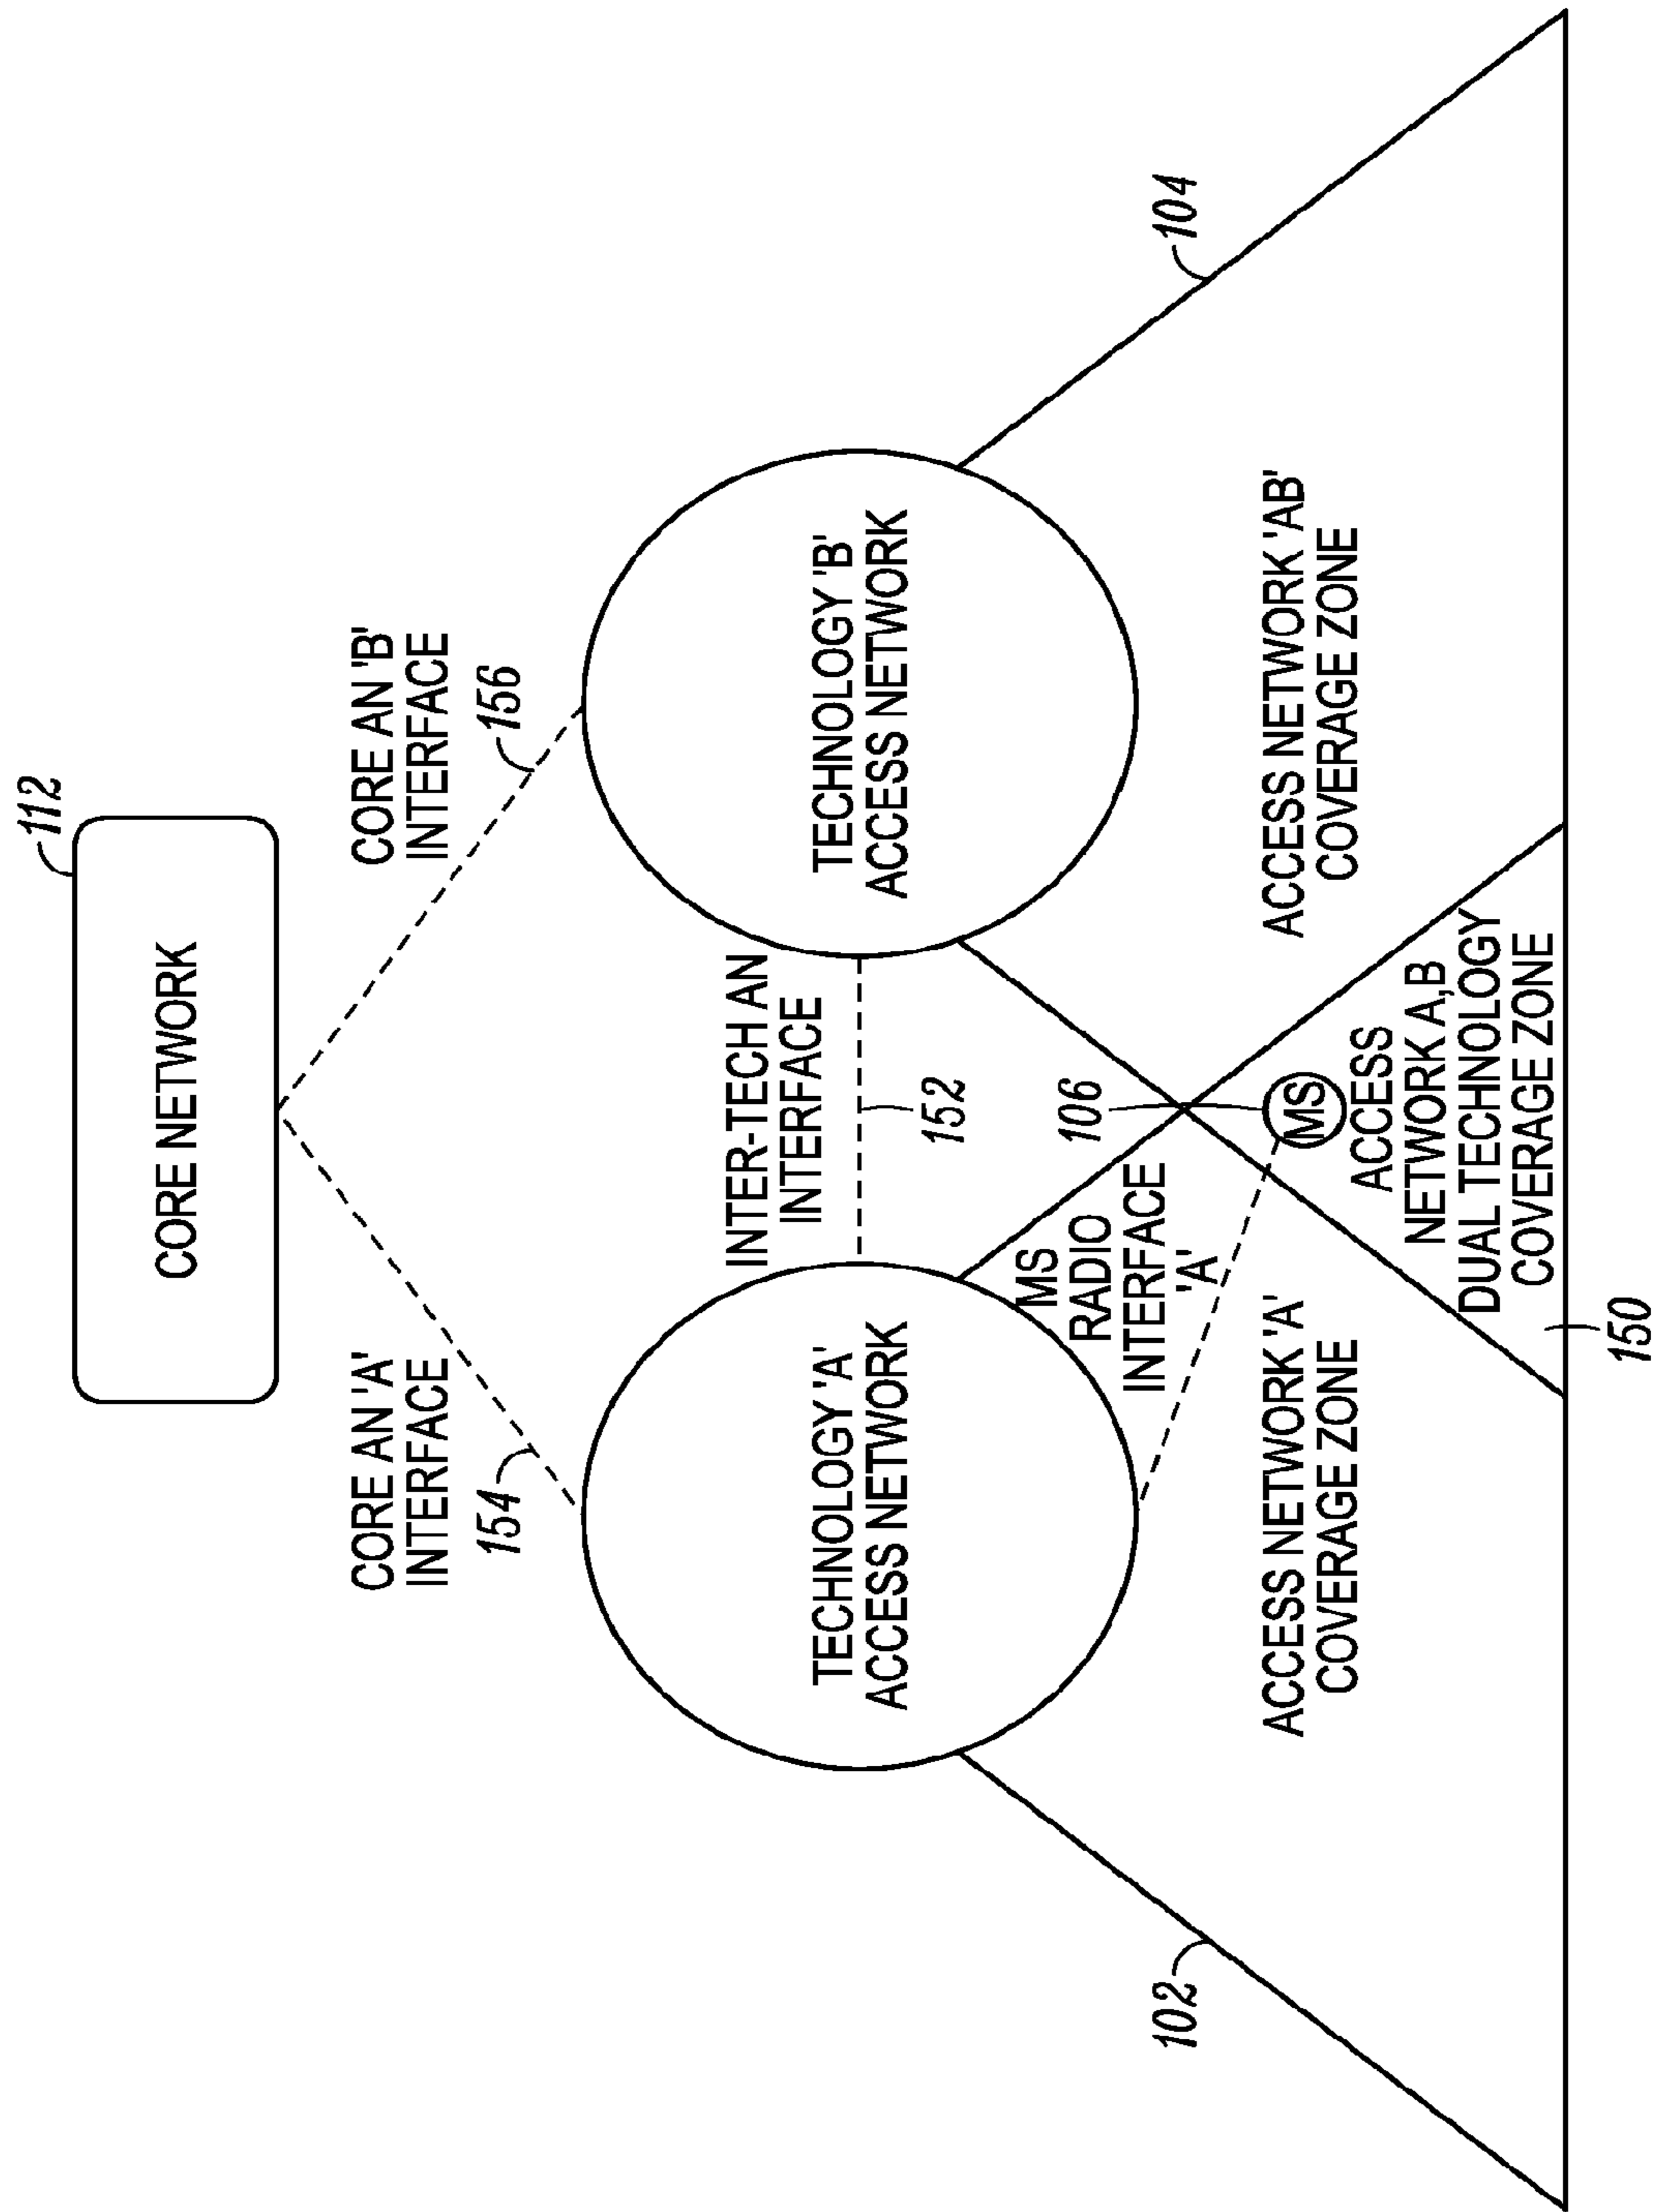 112
CORE NETWORK
CORE AN 'A'
INTERFACE
154
CORE AN 'B'
INTERFACE
156
INTER-TECH AN
INTERFACE
152
TECHNOLOGY 'A'
ACCESS NETWORK
TECHNOLOGY 'B'
ACCESS NETWORK
102
MS
RADIO
INTERFACE
'A'
106
104
ACCESS NETWORK 'A'
COVERAGE ZONE
MS
ACCESS
NETWORK A,B
DUAL TECHNOLOGY
COVERAGE ZONE
ACCESS NETWORK 'AB'
COVERAGE ZONE
150